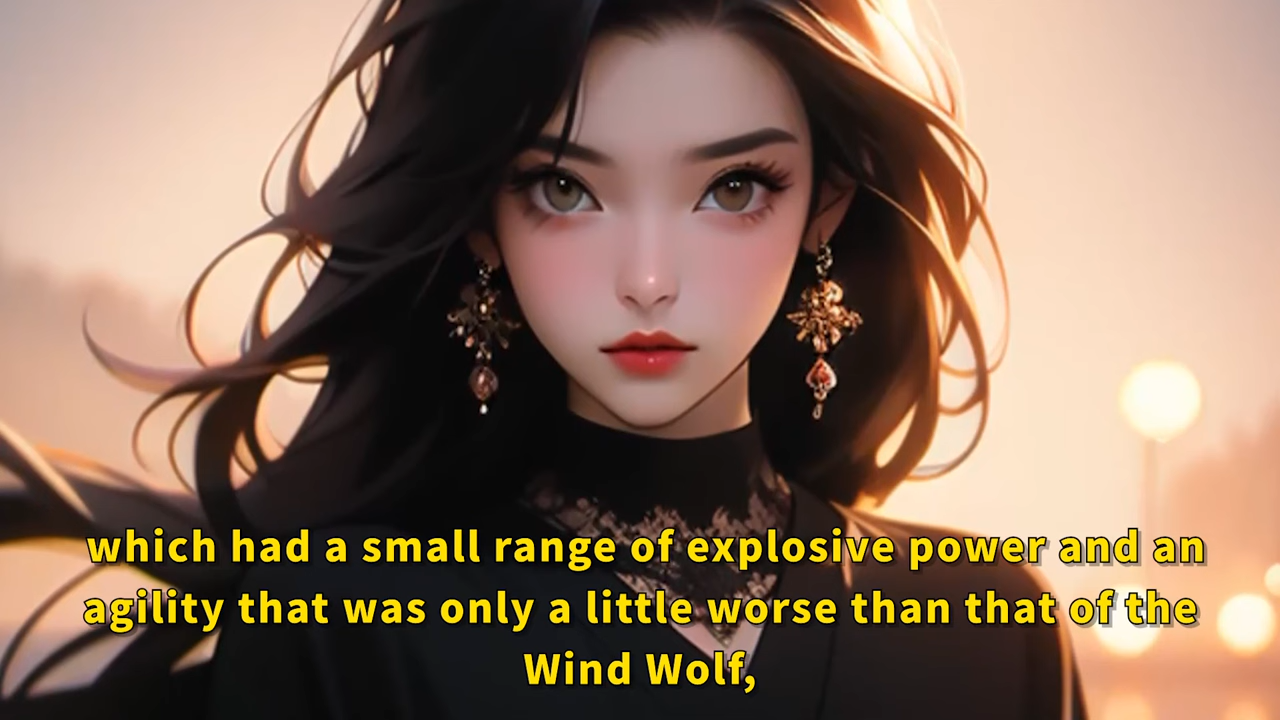 which had a small range of explosive power and an
agility that was only a little worse than that of the
Wind Wolf,